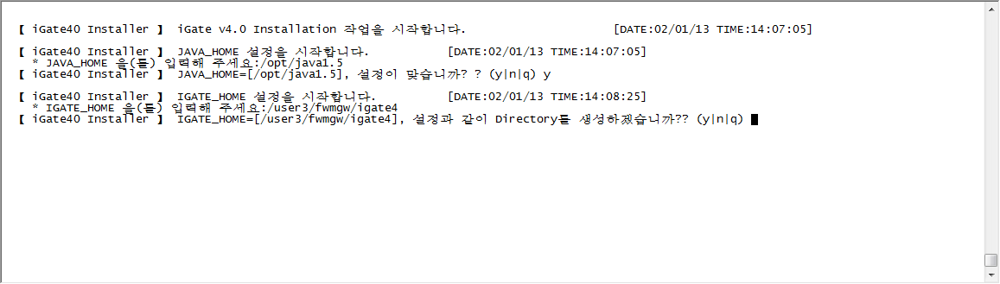 【 iGate40 Installer 】 iGate v4.0 Installation 작업을 시작합니다. [DATE:02/01/13 TIME:14:07:05]
【 iGate40 Installer 】 JAVA_HOME 설정을 시작합니다. [DATE:02/01/13 TIME:14:07:05]
* JAVA_HOME 을(를) 입력해 주세요:/opt/java1.5
【 iGate40 Installer 】 JAVA_HOME=[/opt/java1.5], 설정이 맞습니까? ? (y|n|q) y
【 iGate40 Installer 】 IGATE_HOME 설정을 시작합니다. [DATE:02/01/13 TIME:14:08:25]
* IGATE_HOME 을(를) 입력해 주세요:/user3/fwmgw/igate4
【 iGate40 Installer 】 IGATE_HOME=[/user3/fwmgw/igate4], 설정과 같이 Directory를 생성하겠습니까?? (y|n|q)